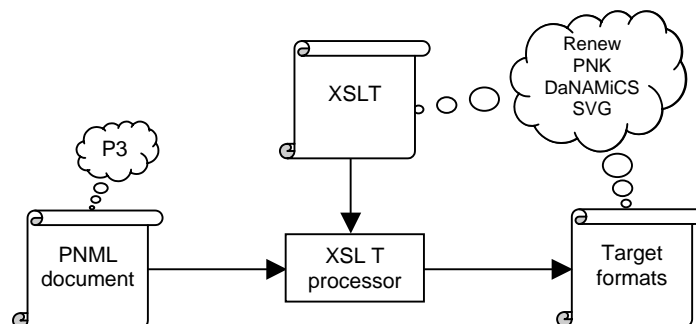 Renew
PNK
DaNAMiCS
SVG
XSLT
P3
PNML
document
XSL T
processor
Target
formats